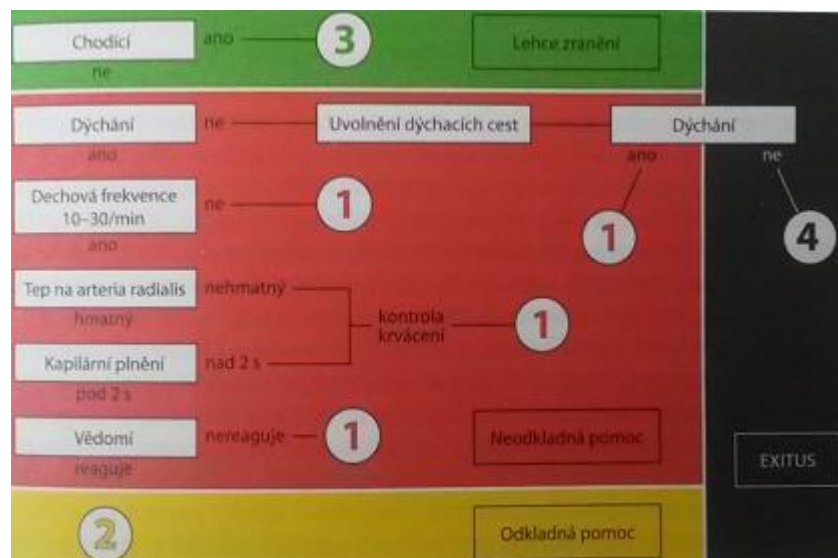 Chodící
ano
3
Lehce zranění
ne
Dýchání
ne
Uvolnění dýchacích cest
Dýchání
ano
ano
ne
Dechová frekvence
10–30/min
ne
1
1
4
ano
Tep na arteria radialis
nehmatný
hmatný
kontrola
krvácení
1
Kapilární plnění
nad 2 s
pod 2 s
Vědomí
nereaguje
1
Neodkladná pomoc
reaguje
EXITUS
2
Odkladná pomoc